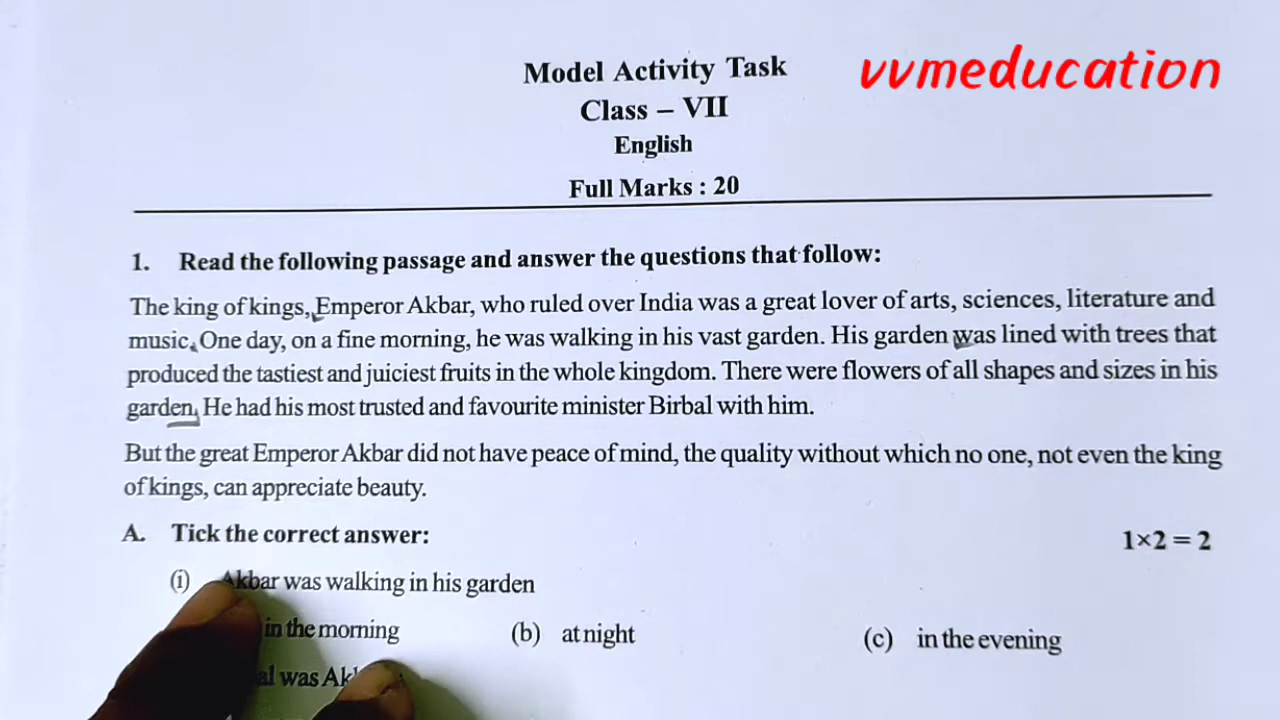 Model Activity Task
vvmeducation
Class – VII
English
Full Marks : 20
1. Read the following passage and answer the questions that follow:
The king of kings, Emperor Akbar, who ruled over India was a great lover of arts, sciences, literature and
music. One day, on a fine morning, he was walking in his vast garden. His garden was lined with trees that
produced the tastiest and juiciest fruits in the whole kingdom. There were flowers of all shapes and sizes in his
garden. He had his most trusted and favourite minister Birbal with him.
But the great Emperor Akbar did not have peace of mind, the quality without which no one, not even the king
of kings, can appreciate beauty.
A. Tick the correct answer: 1×2 = 2
(i) Akbar was walking in his garden
in the morning (b) at night (c) in the evening
was